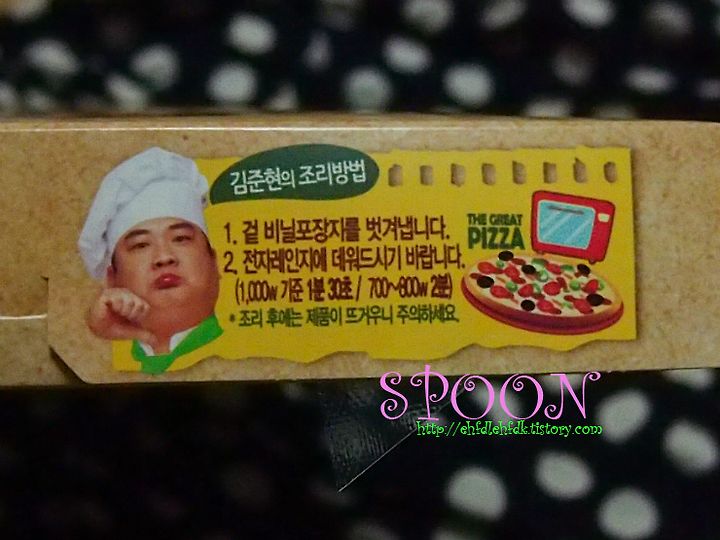 김준현의 조리방법
1. 겉 비닐포장지를 벗겨냅니다.
2. 전자레인지에 데워드시기 바랍니다.
(1,000w 기준 1분 30초 / 700~800w 2분)
* 조리 후에는 제품이 뜨거우니 주의하세요.
THE GREAT
PIZZA
SPOON
http://ehfdlehfdk.tistory.com